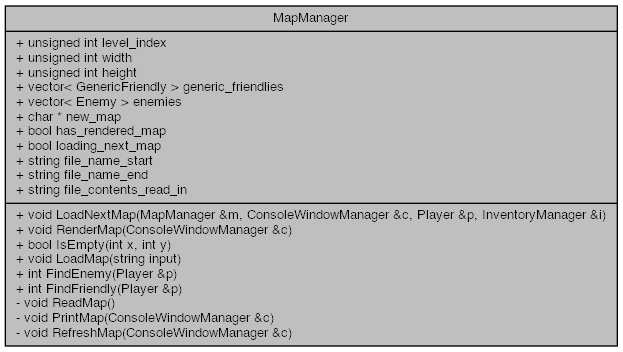 MapManager
+ unsigned int level_index
+ unsigned int width
+ unsigned int height
+ vector< GenericFriendly > generic_friendlies
+ vector< Enemy > enemies
+ char * new_map
+ bool has_rendered_map
+ bool loading_next_map
+ string file_name_start
+ string file_name_end
+ string file_contents_read_in
+ void LoadNextMap(MapManager &m, ConsoleWindowManager &c, Player &p, InventoryManager &i)
+ void RenderMap(ConsoleWindowManager &c)
+ bool IsEmpty(int x, int y)
+ void LoadMap(string input)
+ int FindEnemy(Player &p)
+ int FindFriendly(Player &p)
- void ReadMap()
- void PrintMap(ConsoleWindowManager &c)
- void RefreshMap(ConsoleWindowManager &c)